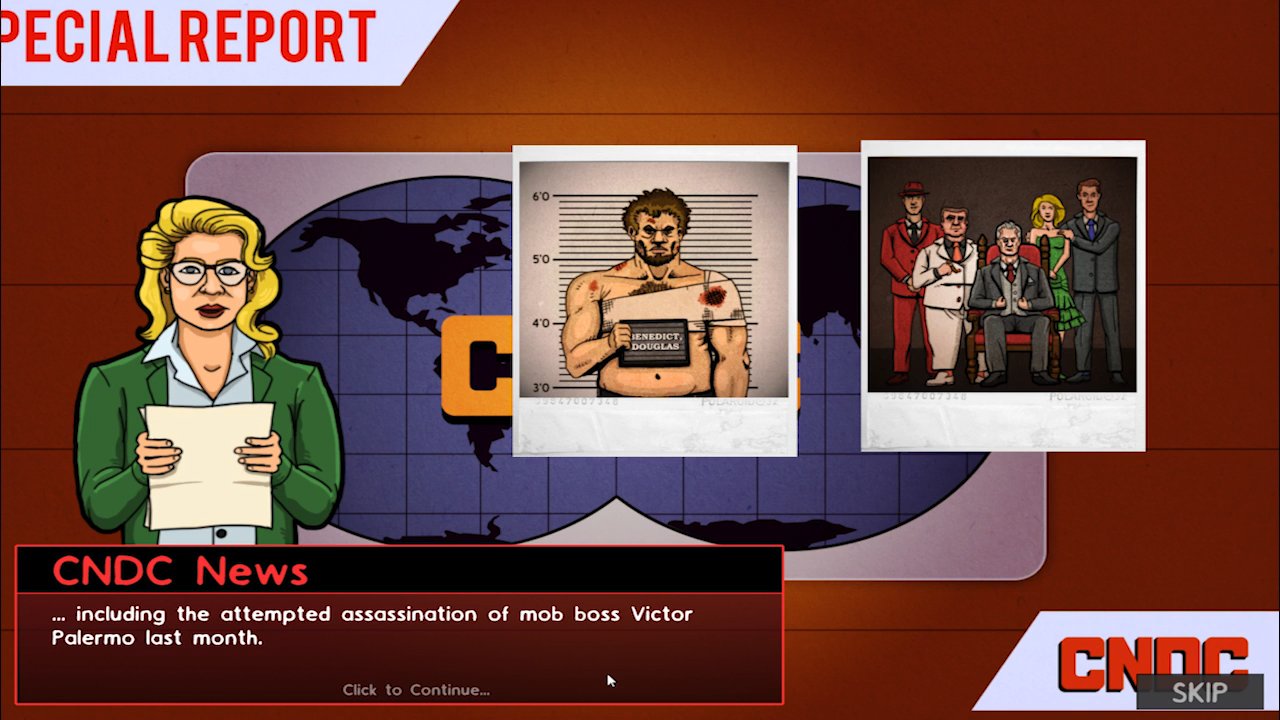 PECIAL REPORT
6'0
5'0
4'0
3'0
BENEDICT,
DOUGLAS
CNDC News
... including the attempted assassination of mob boss Victor
Palermo last month.
Click to Continue...
CNDC
SKIP